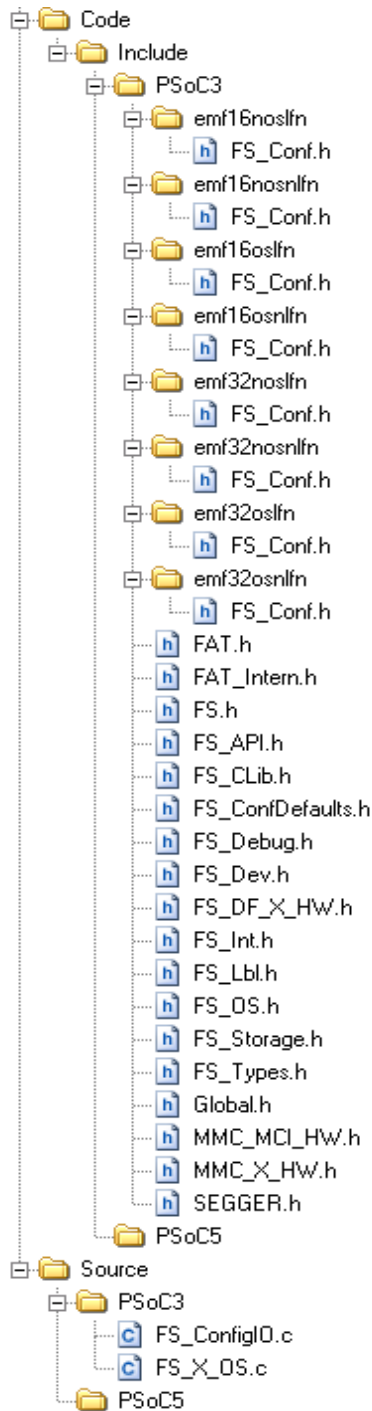 Code
Include
PSoC3
emf16noslfn
FS_Conf.h
emf16nosnlfn
FS_Conf.h
emf16oslfn
FS_Conf.h
emf16osnlfn
FS_Conf.h
emf32noslfn
FS_Conf.h
emf32nosnlfn
FS_Conf.h
emf32oslfn
FS_Conf.h
emf32osnlfn
FS_Conf.h
FAT.h
FAT_Intern.h
FS.h
FS_API.h
FS_CLib.h
FS_ConfDefaults.h
FS_Debug.h
FS_Dev.h
FS_DF_X_HW.h
FS_Int.h
FS_Lbl.h
FS_OS.h
FS_Storage.h
FS_Types.h
Global.h
MMC_MCI_HW.h
MMC_X_HW.h
SEGGER.h
PSoC5
Source
PSoC3
FS_ConfigIO.c
FS_X_OS.c
PSoC5